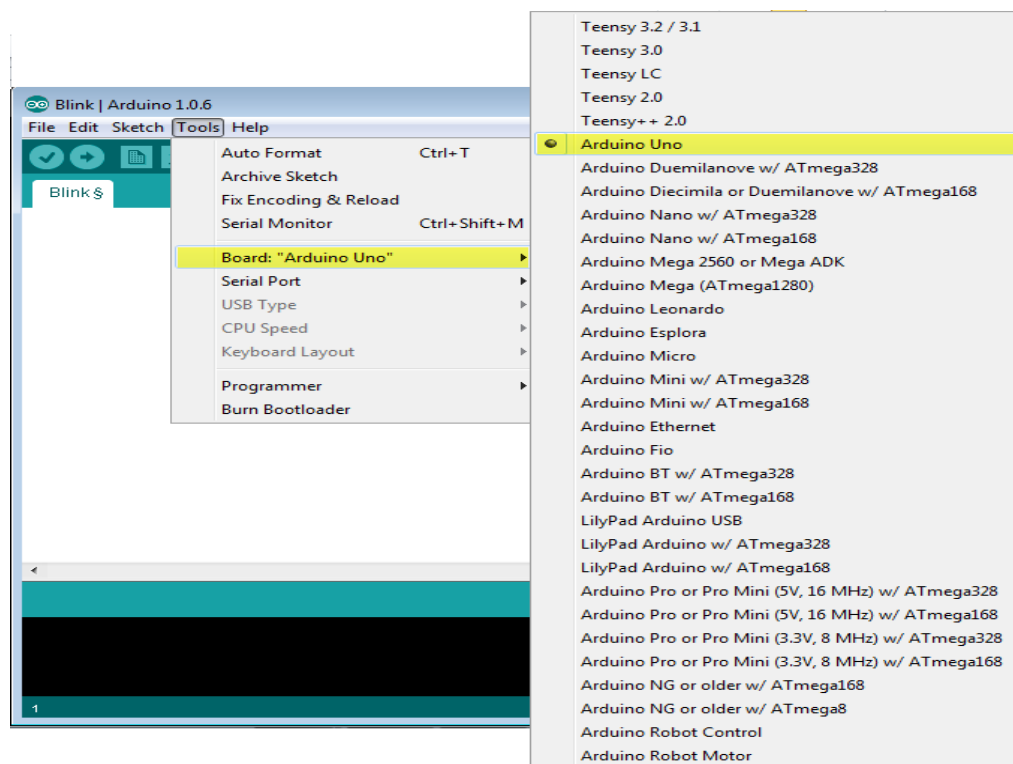 Blink | Arduino 1.0.6
File Edit Sketch Tools Help
Blink §
Auto Format Ctrl+T
Archive Sketch
Fix Encoding & Reload
Serial Monitor Ctrl+Shift+M
Board: "Arduino Uno"
Serial Port
USB Type
CPU Speed
Keyboard Layout
Programmer
Burn Bootloader
1
Teensy 3.2 / 3.1
Teensy 3.0
Teensy LC
Teensy 2.0
Teensy++ 2.0
Arduino Uno
Arduino Duemilanove w/ ATmega328
Arduino Diecimila or Duemilanove w/ ATmega168
Arduino Nano w/ ATmega328
Arduino Nano w/ ATmega168
Arduino Mega 2560 or Mega ADK
Arduino Mega (ATmega1280)
Arduino Leonardo
Arduino Esplora
Arduino Micro
Arduino Mini w/ ATmega328
Arduino Mini w/ ATmega168
Arduino Ethernet
Arduino Fio
Arduino BT w/ ATmega328
Arduino BT w/ ATmega168
LilyPad Arduino USB
LilyPad Arduino w/ ATmega328
LilyPad Arduino w/ ATmega168
Arduino Pro or Pro Mini (5V, 16 MHz) w/ ATmega328
Arduino Pro or Pro Mini (5V, 16 MHz) w/ ATmega168
Arduino Pro or Pro Mini (3.3V, 8 MHz) w/ ATmega328
Arduino Pro or Pro Mini (3.3V, 8 MHz) w/ ATmega168
Arduino NG or older w/ ATmega168
Arduino NG or older w/ ATmega8
Arduino Robot Control
Arduino Robot Motor